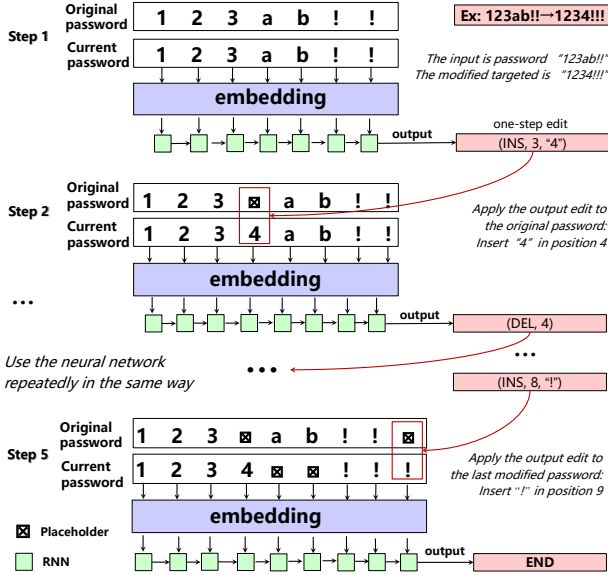 Step 1
Original
password
1 2 3 a b ! !
Current
password
1 2 3 a b ! !
embedding
output
Ex: 123ab!!→1234!!!
The input is password "123ab!!"
The modified targeted is "1234!!!"
one-step edit
(INS, 3, "4")
Step 2
Original
Password
1 2 3 ⊠ a b ! !
Current
Password
1 2 3 4 a b ! !
embedding
output
Apply the output edit to
the original password:
Insert "4" in position 4
(DEL, 4)
...
...
Use the neural network
repeatedly in the same way
...
(INS, 8, "!")
Step 5
Original
password
1 2 3 ⊠ a b ! ! ⊠
Current
password
1 2 3 4 ⊠ ⊠ ! ! !
embedding
output
Apply the output edit to
the last modified password:
Insert "!" in position 9
END
⊠ Placeholder
RNN